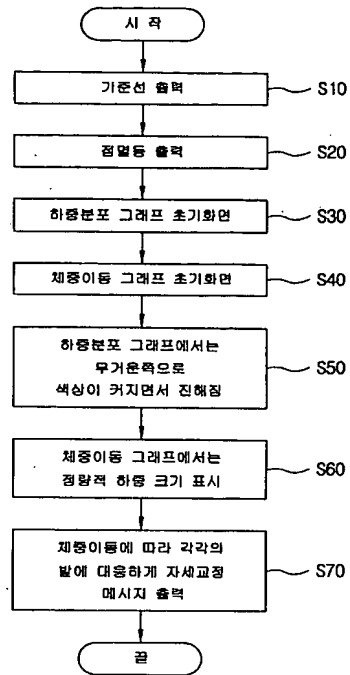 시 작
기준선 출력
S10
점멸등 출력
S20
하중분포 그래프 초기화면
S30
체중이동 그래프 초기화면
S40
하중분포 그래프에서는
무거운쪽으로
색상이 커지면서 진해짐
S50
체중이동 그래프에서는
정량적 하중 크기 표시
S60
체중이동에 따라 각각의
발에 대응하게 자세교정
메시지 출력
S70
끝